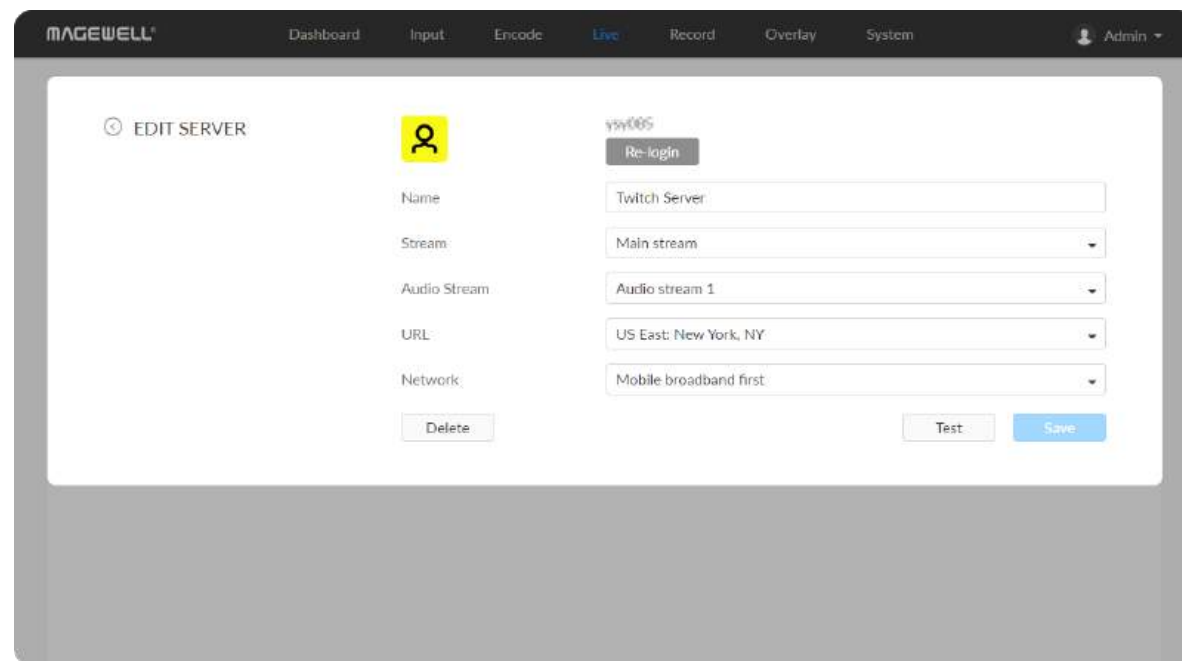 MAGEWELL®
Dashboard Input Encode Live Record Overlay System Admin
EDIT SERVER
Re-login
Name Twitch Server
Stream Main stream
Audio Stream Audio stream 1
URL US East: New York, NY
Network Mobile broadband first
Delete Test Save